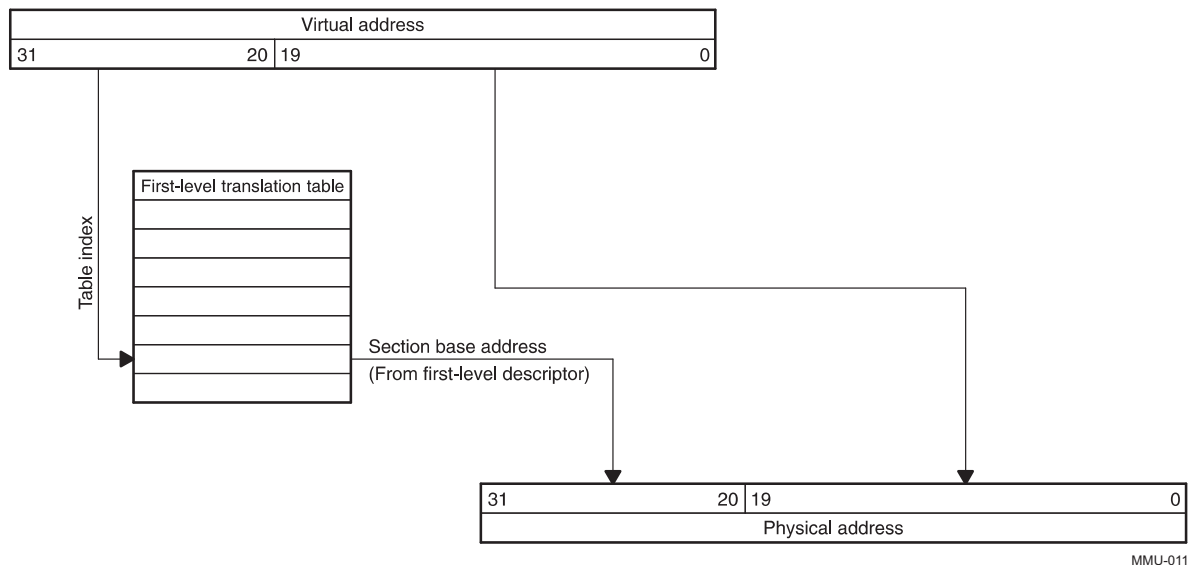 Virtual address
31 20 19 0
First-level translation table
Table index
Section base address
(From first-level descriptor)
31 20 19 0
Physical address
MMU-011